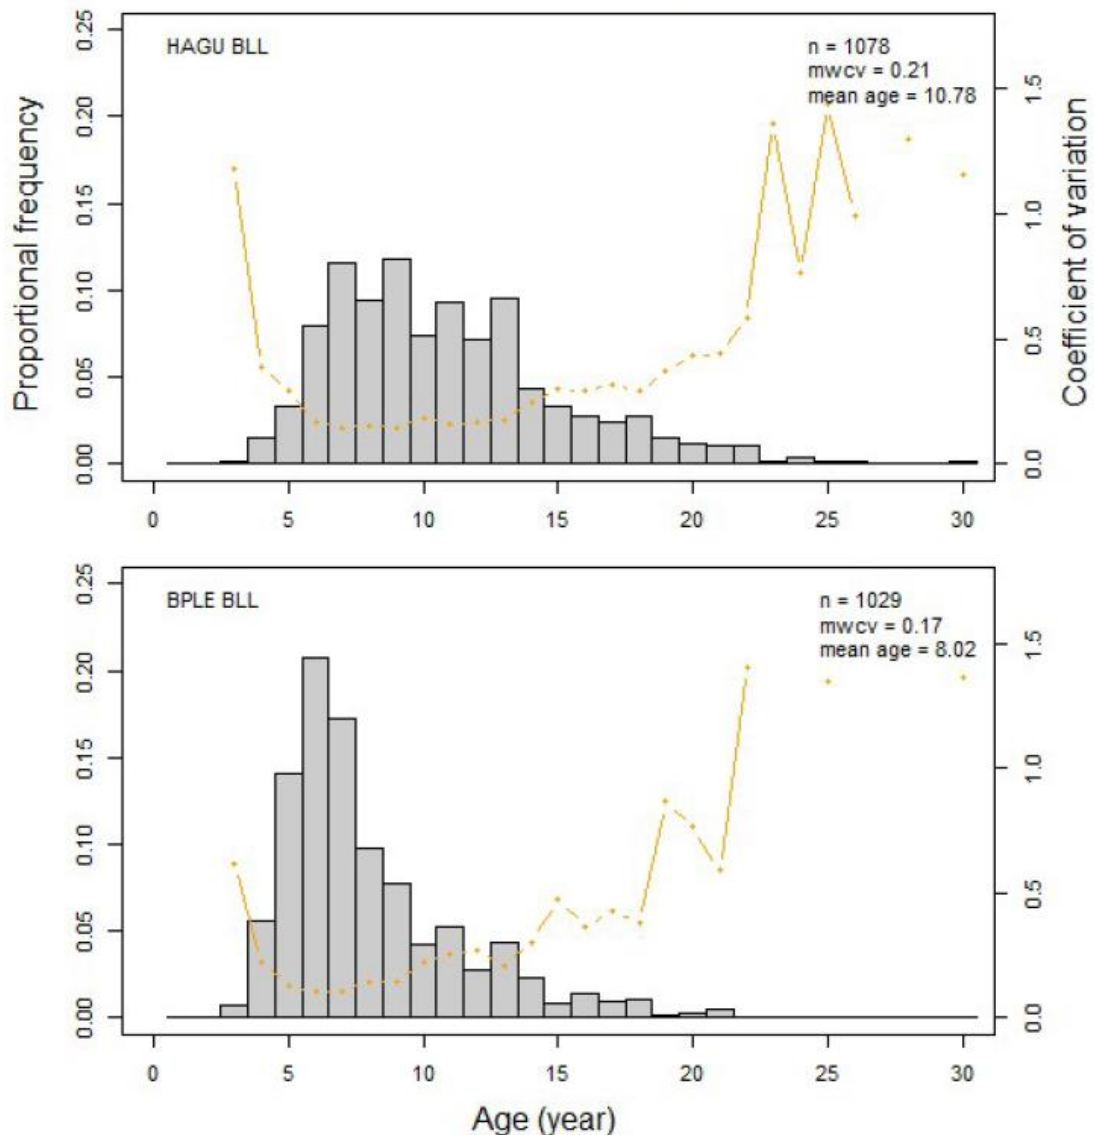 HAGU BLL
n = 1078
mwcv = 0.21
mean age = 10.78
Proportional frequency
0.00 0.05 0.10 0.15 0.20 0.25
Coefficient of variation
0.0 0.5 1.0 1.5
0 5 10 15 20 25 30
BPLE BLL
n = 1029
mwcv = 0.17
mean age = 8.02
0.00 0.05 0.10 0.15 0.20 0.25
0.0 0.5 1.0 1.5
0 5 10 15 20 25 30
Age (year)